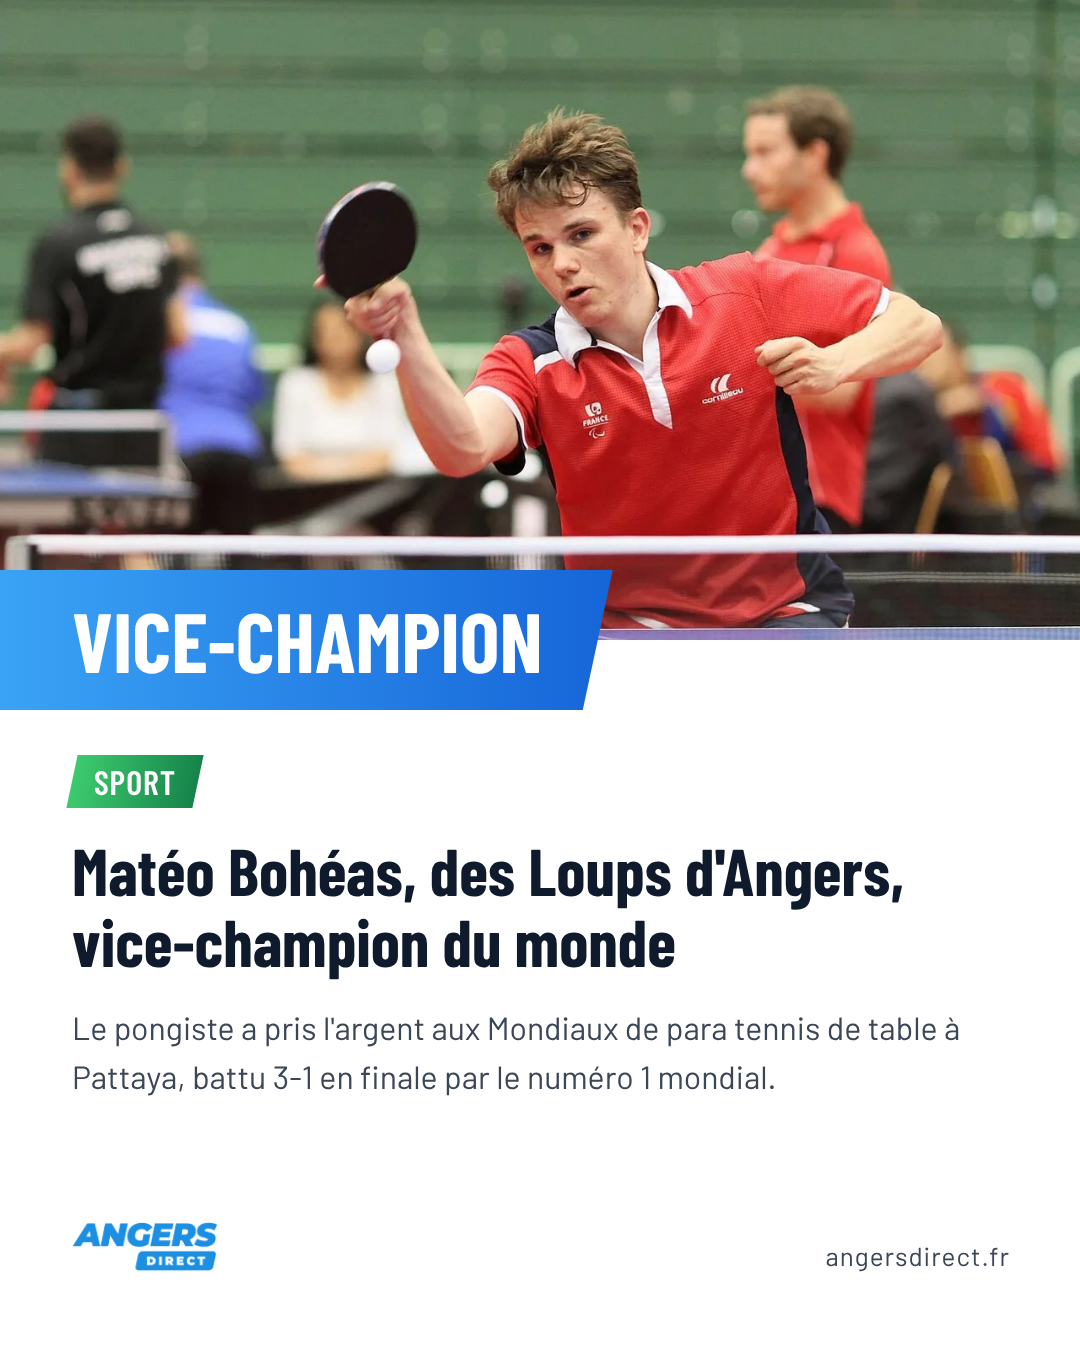 FRANCE
cornilleau
VICE-CHAMPION
SPORT
Matéo Bohéas, des Loups d'Angers,
vice-champion du monde
Le pongiste a pris l'argent aux Mondiaux de para tennis de table à
Pattaya, battu 3-1 en finale par le numéro 1 mondial.
ANGERS
DIRECT
angersdirect.fr